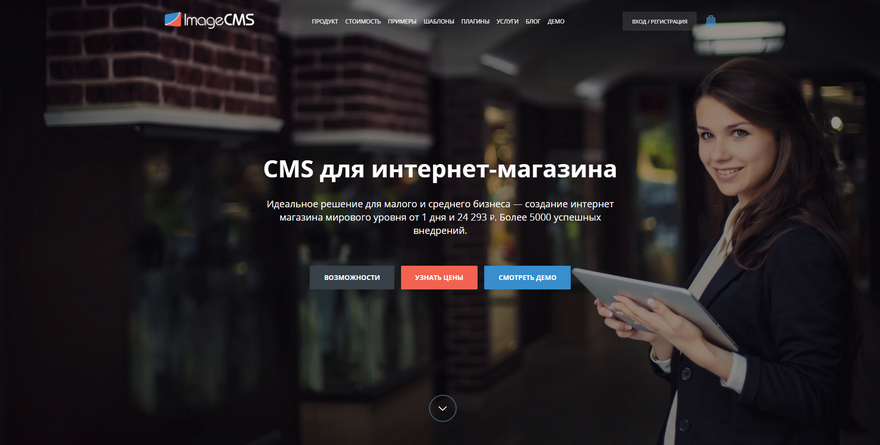 ImageCMS
ПРОДУКТ СТОИМОСТЬ ПРИМЕРЫ ШАБЛОНЫ ПЛАГИНЫ УСЛУГИ БЛОГ ДЕМО
ВХОД / РЕГИСТРАЦИЯ
CMS для интернет-магазина
Идеальное решение для малого и среднего бизнеса — создание интернет
магазина мирового уровня от 1 дня и 24 293 ₽. Более 5000 успешных
внедрений.
ВОЗМОЖНОСТИ
УЗНАТЬ ЦЕНЫ
СМОТРЕТЬ ДЕМО